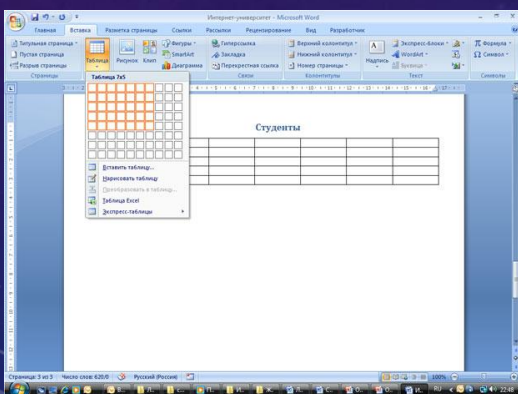 Интернет-университет - Microsoft Word
Главная Вставка Разметка страницы Ссылки Рассылки Рецензирование Вид Разработчик
Титульная страница
Пустая страница
Разрыв страницы
Страницы
Таблица
Рисунок
Клип
Фигуры
SmartArt
Диаграмма
Гиперссылка
Закладка
Перекрестная ссылка
Связи
Верхний колонтитул
Нижний колонтитул
Номер страницы
Колонтитулы
Надпись
Экспресс-блоки
WordArt
Буквица
Текст
Формула
Символ
Символы
Таблица 7x5
Вставить таблицу...
Нарисовать таблицу
Преобразовать в таблицу...
Таблица Excel
Экспресс-таблицы
Студенты
Страница: 3 из 3 Число слов: 620/0 Русский (Россия) 100%
RU 22:48